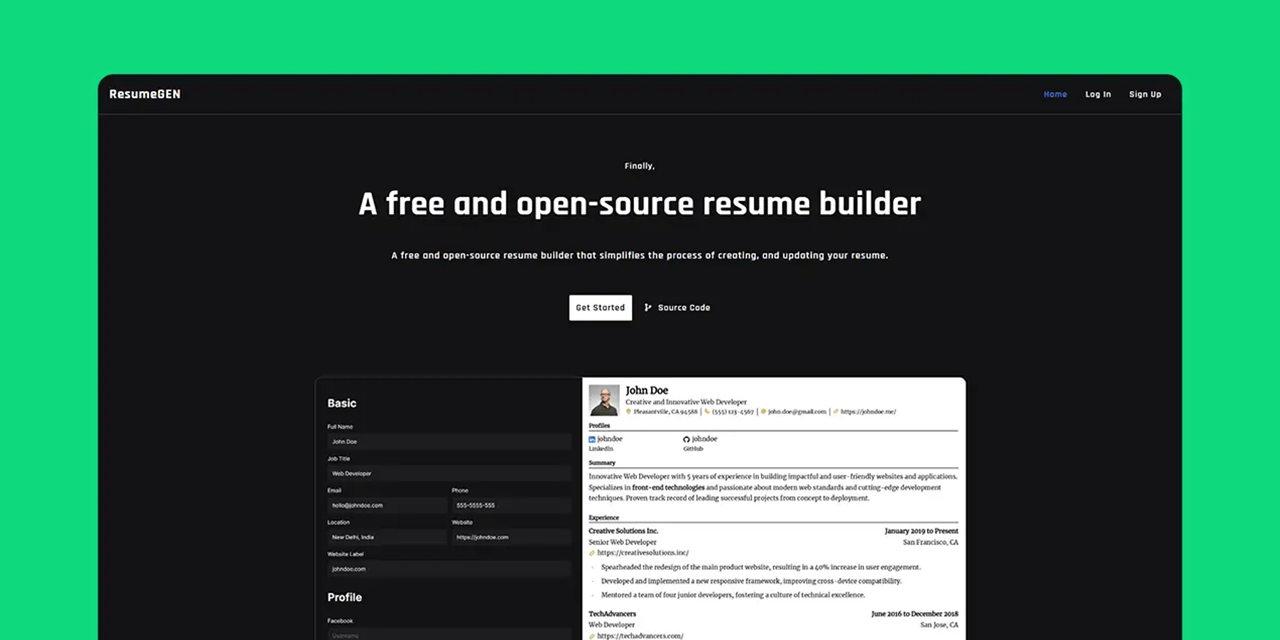 ResumeGEN
Home Log In Sign Up
Finally,
A free and open-source resume builder
A free and open-source resume builder that simplifies the process of creating, and updating your resume.
Get Started Source Code
Basic
Full Name
John Doe
Job Title
Web Developer
Email Phone
hello@johndoe.com 555-5555-555
Location Website
New Delhi, India https://johndoe.com
Website Label
johndoe.com
Profile
Facebook
Username
John Doe
Creative and Innovative Web Developer
Pleasantville, CA 94588 | (555) 123-4567 | john.doe@gmail.com | https://johndoe.me/
Profiles
johndoe johndoe
LinkedIn GitHub
Summary
Innovative Web Developer with 5 years of experience in building impactful and user-friendly websites and applications.
Specializes in front-end technologies and passionate about modern web standards and cutting-edge development
techniques. Proven track record of leading successful projects from concept to deployment.
Experience
Creative Solutions Inc. January 2019 to Present
Senior Web Developer San Francisco, CA
https://creativesolutions.inc/
Spearheaded the redesign of the main product website, resulting in a 40% increase in user engagement.
Developed and implemented a new responsive framework, improving cross-device compatibility.
Mentored a team of four junior developers, fostering a culture of technical excellence.
TechAdvancers June 2016 to December 2018
Web Developer San Jose, CA
https://techadvancers.com/